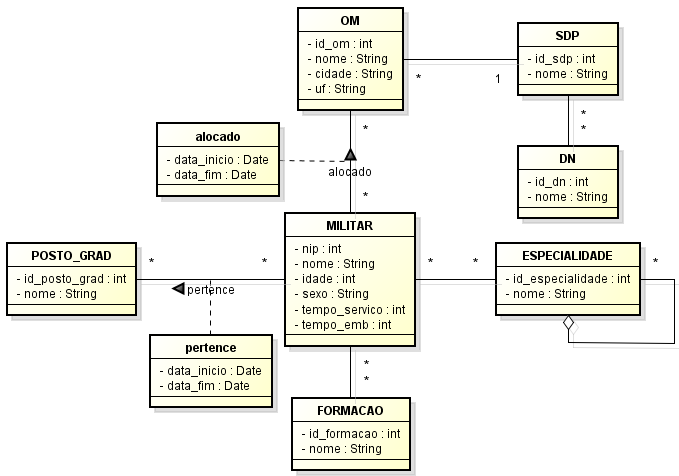 OM
- id_om : int
- nome : String
- cidade : String
- uf : String
SDP
- id_sdp : int
- nome : String
*
1
*
*
alocado
- data_inicio : Date
- data_fim : Date
*
alocado
*
DN
- id_dn : int
- nome : String
MILITAR
- nip : int
- nome : String
- idade : int
- sexo : String
- tempo_servico : int
- tempo_emb : int
POSTO_GRAD
- id_posto_grad : int
- nome : String
*
*
pertence
*
*
ESPECIALIDADE
- id_especialidade : int
- nome : String
*
*
pertence
- data_inicio : Date
- data_fim : Date
*
*
FORMACAO
- id_formacao : int
- nome : String